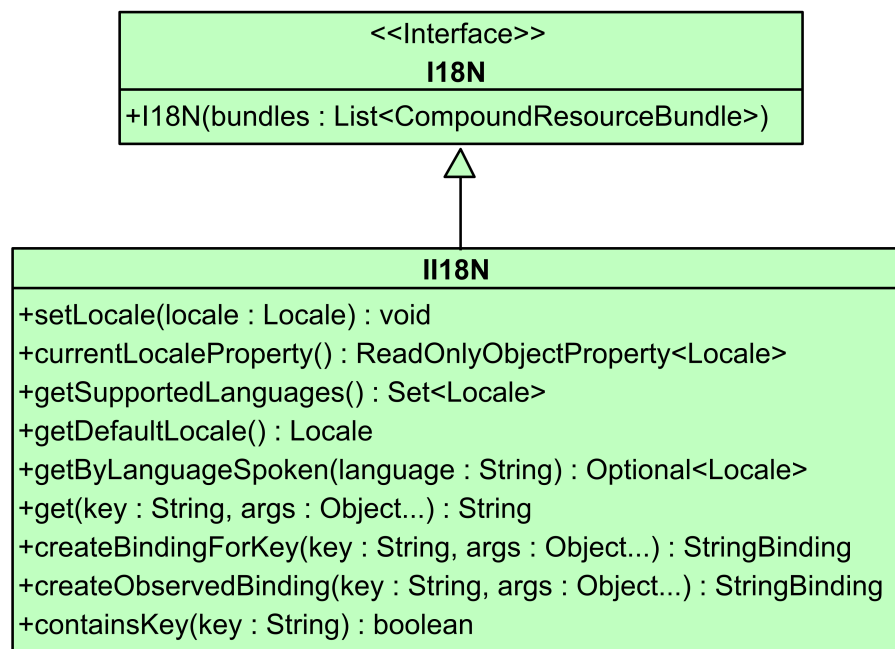 <<Interface>>
I18N
+I18N(bundles : List<CompoundResourceBundle>)
II18N
+setLocale(locale : Locale) : void
+currentLocaleProperty() : ReadOnlyObjectProperty<Locale>
+getSupportedLanguages() : Set<Locale>
+getDefaultLocale() : Locale
+getByLanguageSpoken(language : String) : Optional<Locale>
+get(key : String, args : Object...) : String
+createBindingForKey(key : String, args : Object...) : StringBinding
+createObservedBinding(key : String, args : Object...) : StringBinding
+containsKey(key : String) : boolean